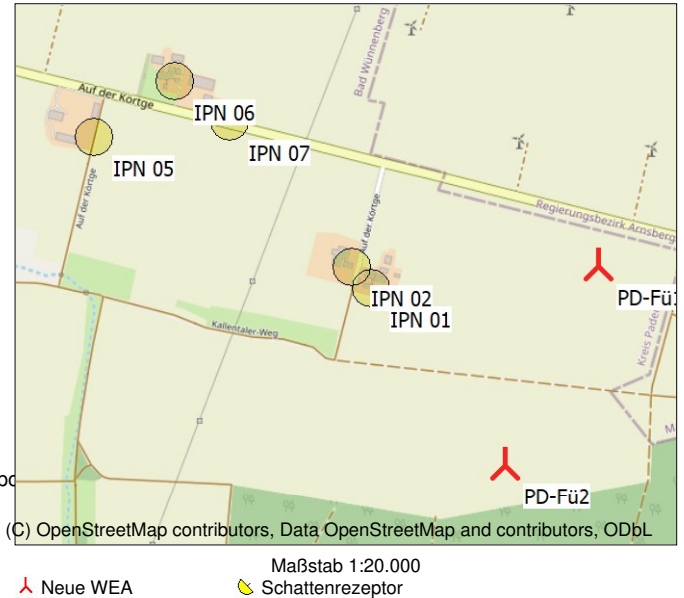 Bad Wünnenberg
Auf der Körtge
IPN 06
IPN 07
IPN 05
Auf der Körtge
Auf der Körtge
Regierungsbezirk Arnsberg
IPN 02
IPN 01
PD-Fü
Kallentaler-Weg
Kreis Pader
PD-Fü2
(C) OpenStreetMap contributors, Data OpenStreetMap and contributors, ODbL
Maßstab 1:20.000
Neue WEA
Schattenrezeptor